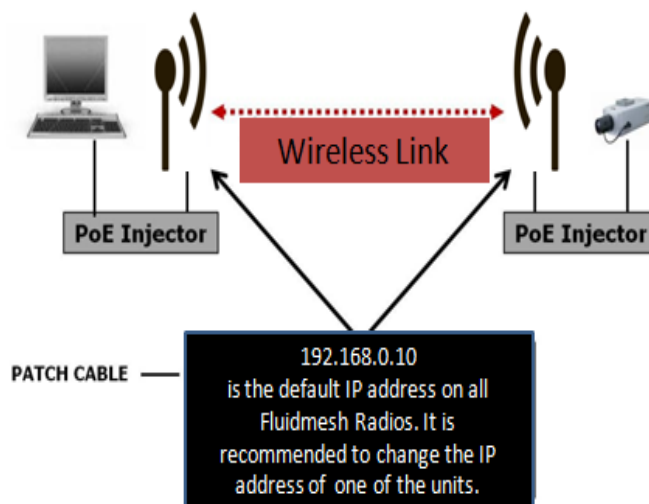 Wireless Link
PoE Injector
PoE Injector
PATCH CABLE
192.168.0.10
is the default IP address on all
Fluidmesh Radios. It is
recommended to change the IP
address of one of the units.